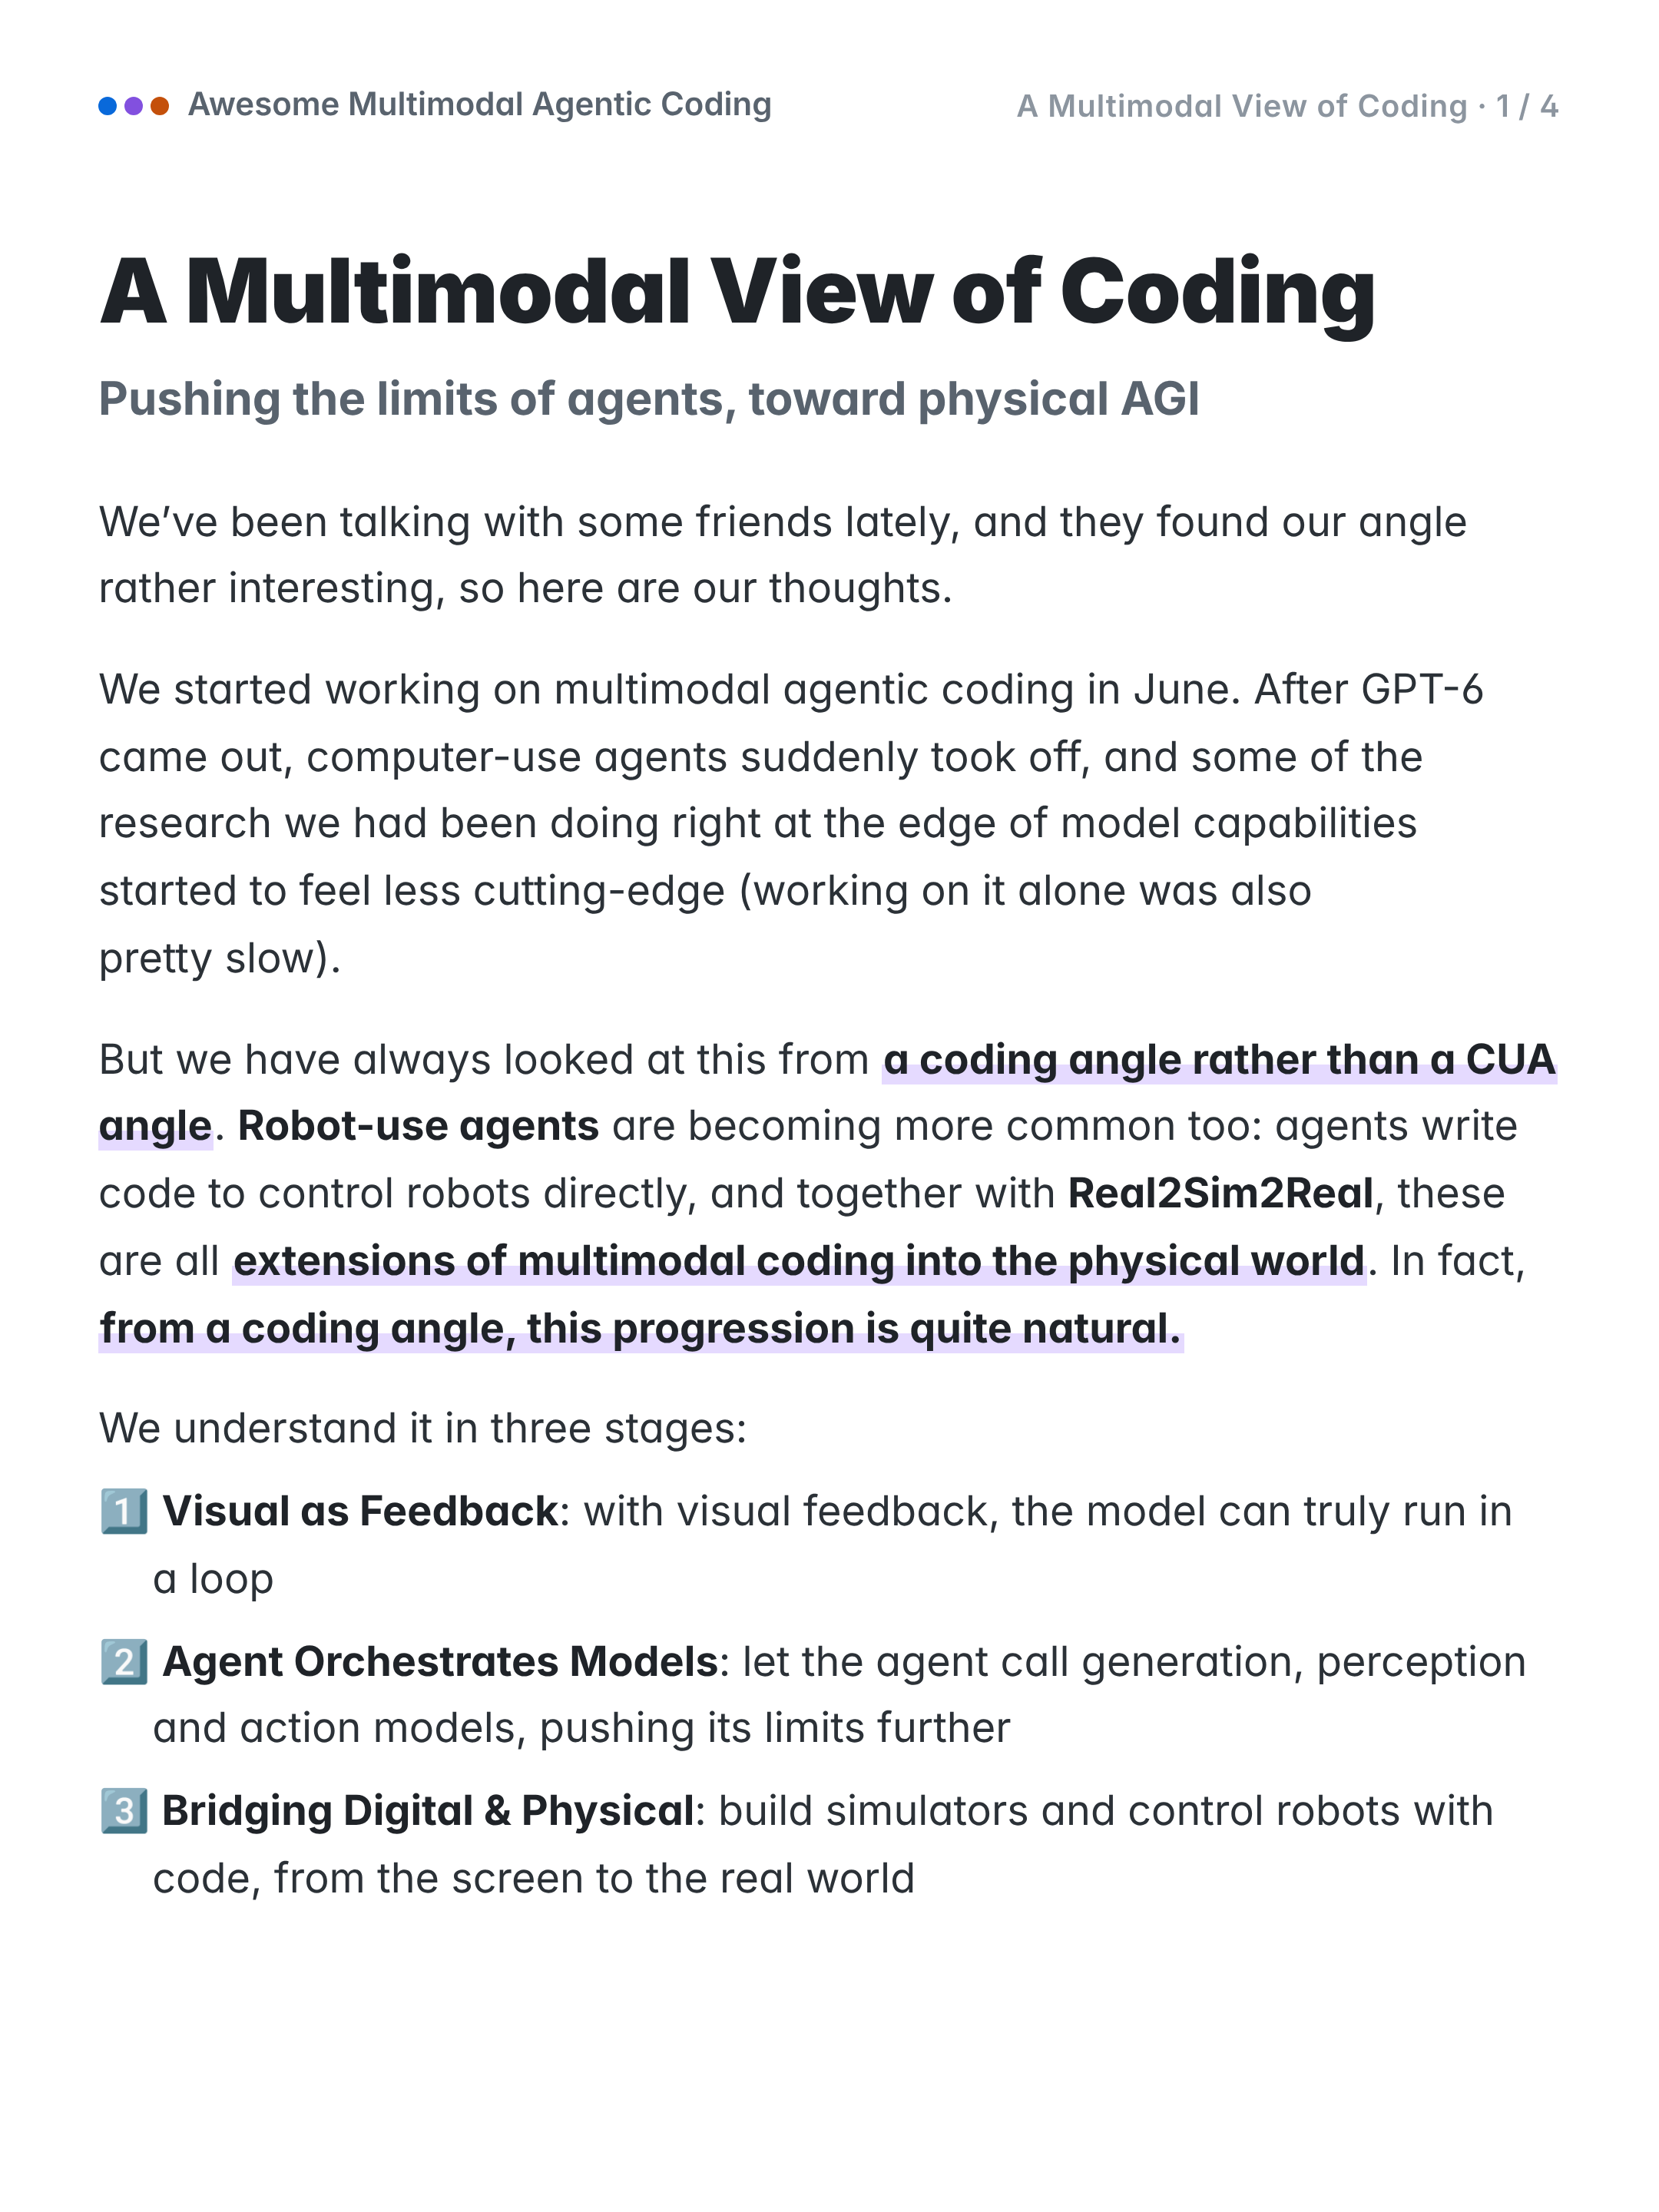 Awesome Multimodal Agentic Coding
A Multimodal View of Coding · 1 / 4
A Multimodal View of Coding
Pushing the limits of agents, toward physical AGI
We’ve been talking with some friends lately, and they found our angle
rather interesting, so here are our thoughts.
We started working on multimodal agentic coding in June. After GPT-6
came out, computer-use agents suddenly took off, and some of the
research we had been doing right at the edge of model capabilities
started to feel less cutting-edge (working on it alone was also
pretty slow).
But we have always looked at this from a coding angle rather than a CUA
angle. Robot-use agents are becoming more common too: agents write
code to control robots directly, and together with Real2Sim2Real, these
are all extensions of multimodal coding into the physical world. In fact,
from a coding angle, this progression is quite natural.
We understand it in three stages:
1 Visual as Feedback: with visual feedback, the model can truly run in
a loop
2 Agent Orchestrates Models: let the agent call generation, perception
and action models, pushing its limits further
3 Bridging Digital & Physical: build simulators and control robots with
code, from the screen to the real world